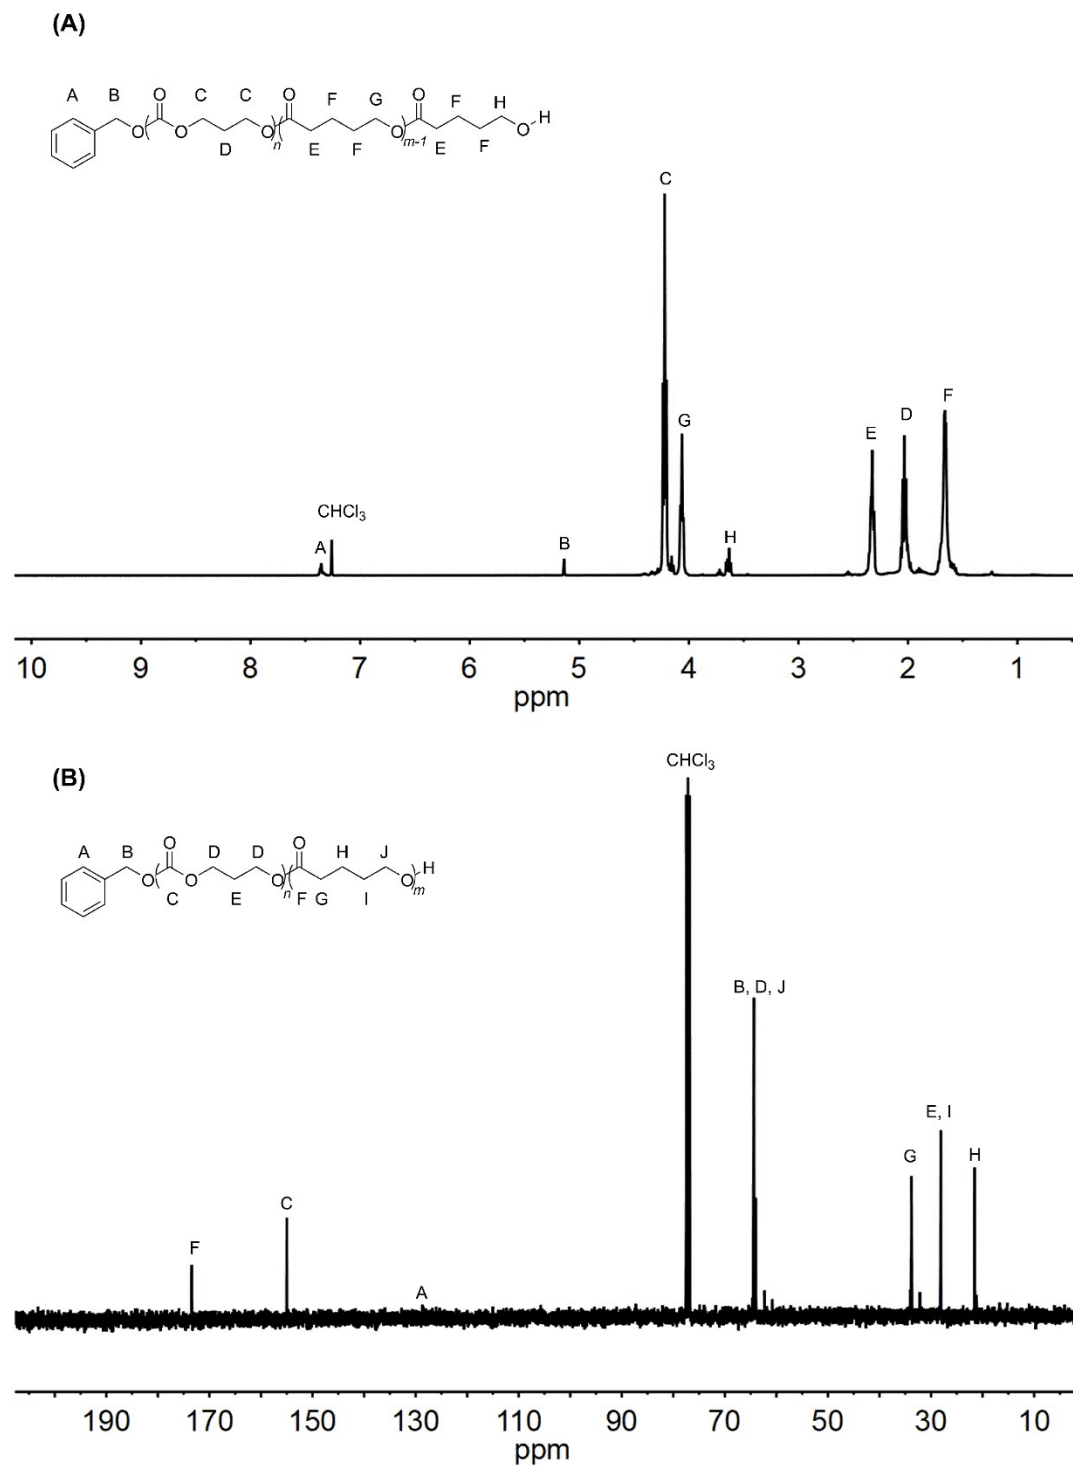 (A)
A B O C C O F G O F H
O O O O O H
D n E F m-1 E F
C
G
E
D
F
CHCl3
A
B
H
10 9 8 7 6 5 4 3 2 1
ppm
(B)
CHCl3
A B O D D O H J
O O O O H
C E n F G I m
B, D, J
E, I
G
H
C
F
A
190 170 150 130 110 90 70 50 30 10
ppm